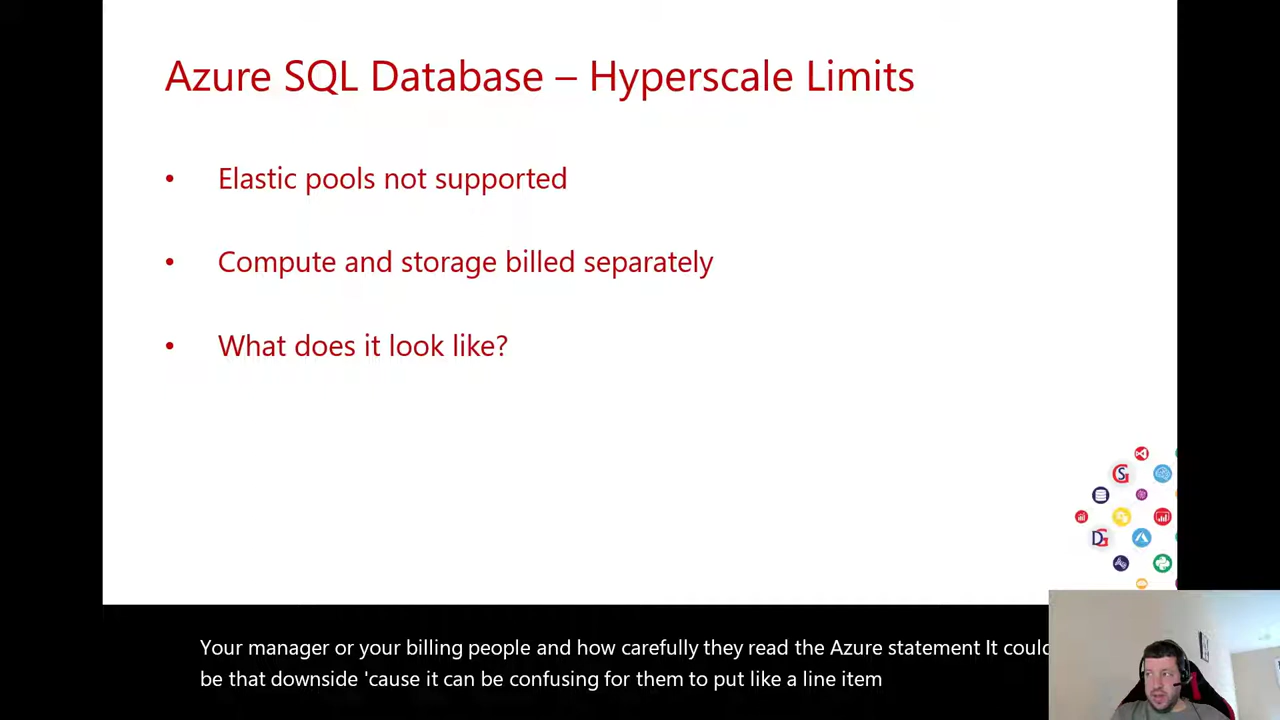 Azure SQL Database – Hyperscale Limits
• Elastic pools not supported
• Compute and storage billed separately
• What does it look like?
Your manager or your billing people and how carefully they read the Azure statement It could
be that downside 'cause it can be confusing for them to put like a line item